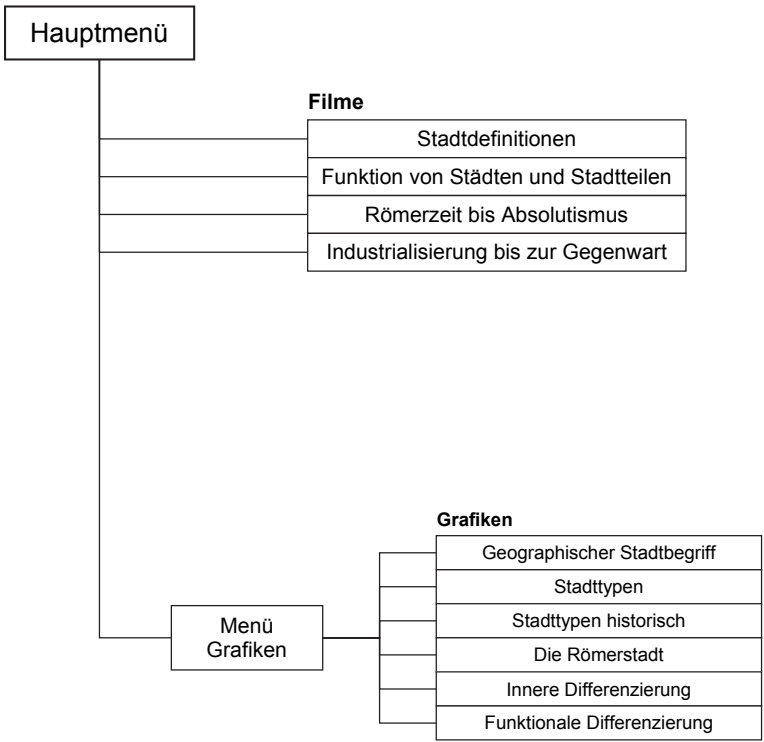 Hauptmenü
Filme
Stadtdefinitionen
Funktion von Städten und Stadtteilen
Römerzeit bis Absolutismus
Industrialisierung bis zur Gegenwart
Grafiken
Geographischer Stadtbegriff
Stadttypen
Stadttypen historisch
Die Römerstadt
Innere Differenzierung
Funktionale Differenzierung
Menü
Grafiken